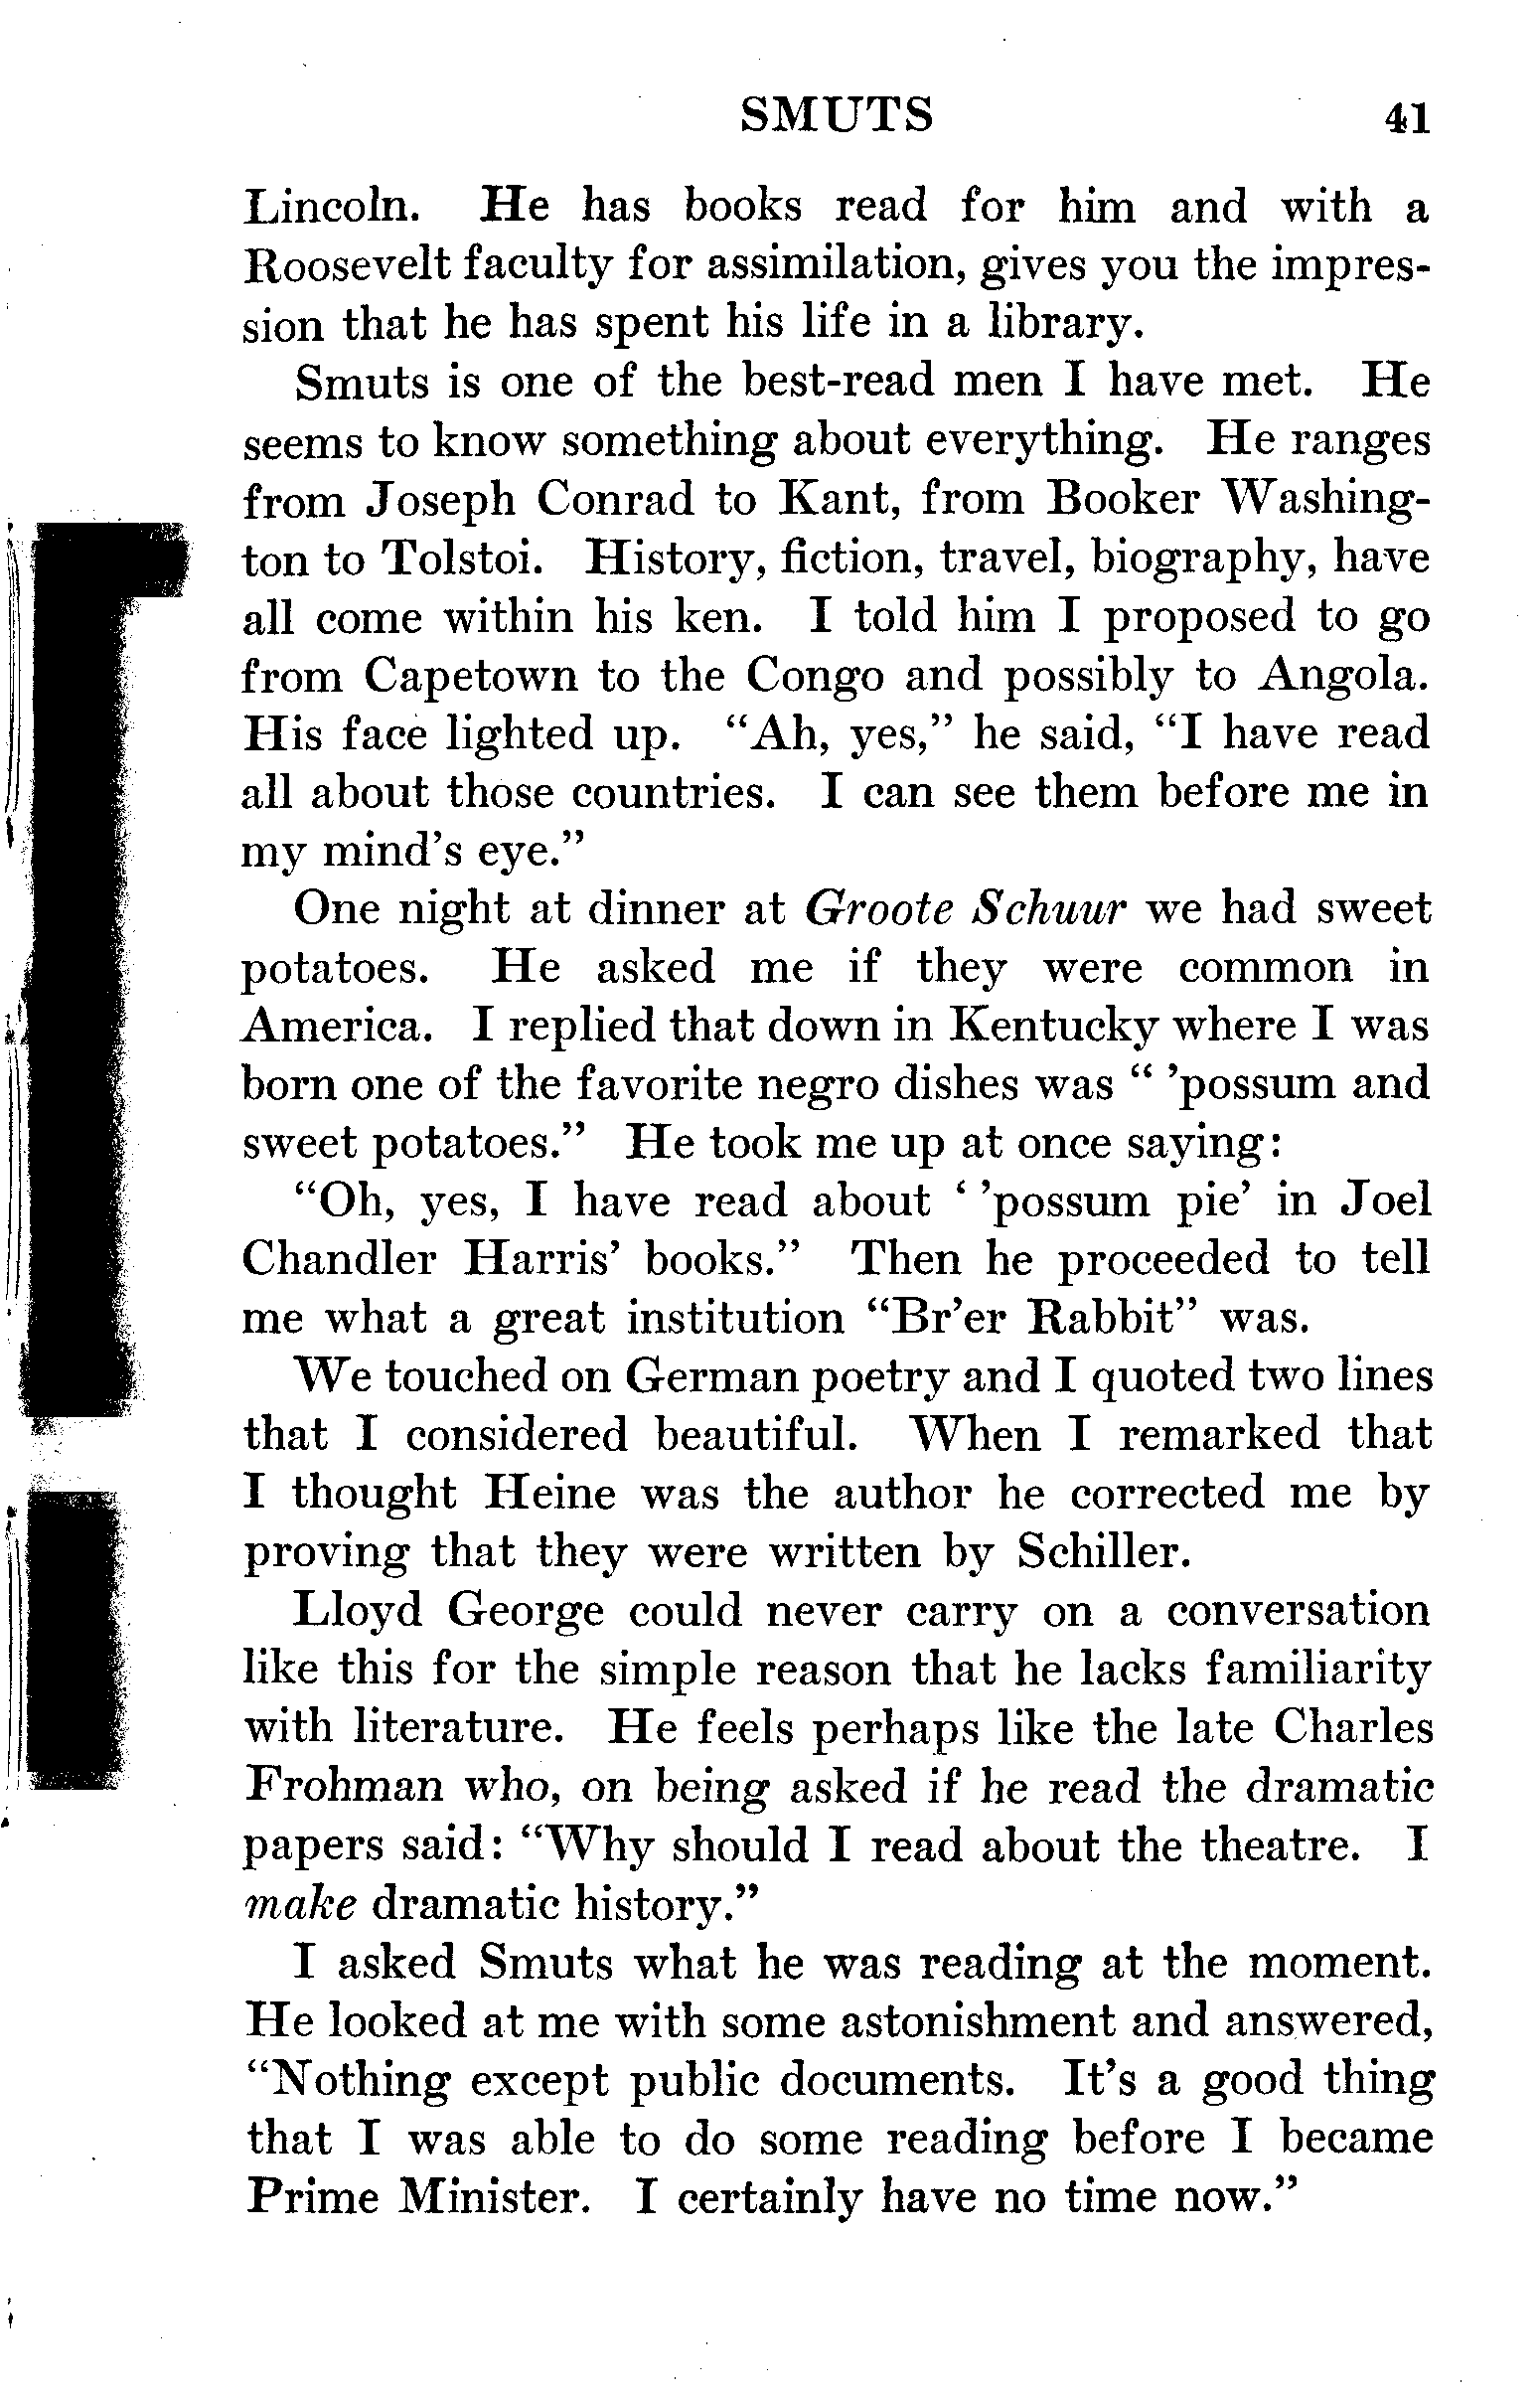 SMUTS 41
Lincoln. He has books read for him and with a
Roosevelt faculty for assimilation, gives you the impres-
sion that he has spent his life in a library.
Smuts is one of the best-read men I have met. He
seems to know something about everything. He ranges
from Joseph Conrad to Kant, from Booker Washing-
ton to Tolstoi. History, fiction, travel, biography, have
all come within his ken. I told him I proposed to go
from Capetown to the Congo and possibly to Angola.
His face lighted up. “Ah, yes,” he said, “I have read
all about those countries. I can see them before me in
my mind’s eye.”
One night at dinner at Groote Schuur we had sweet
potatoes. He asked me if they were common in
America. I replied that down in Kentucky where I was
born one of the favorite negro dishes was “ ’possum and
sweet potatoes.” He took me up at once saying:
“Oh, yes, I have read about ‘ ’possum pie’ in Joel
Chandler Harris’ books.” Then he proceeded to tell
me what a great institution “Br’er Rabbit” was.
We touched on German poetry and I quoted two lines
that I considered beautiful. When I remarked that
I thought Heine was the author he corrected me by
proving that they were written by Schiller.
Lloyd George could never carry on a conversation
like this for the simple reason that he lacks familiarity
with literature. He feels perhaps like the late Charles
Frohman who, on being asked if he read the dramatic
papers said: “Why should I read about the theatre. I
make dramatic history.”
I asked Smuts what he was reading at the moment.
He looked at me with some astonishment and answered,
“Nothing except public documents. It’s a good thing
that I was able to do some reading before I became
Prime Minister. I certainly have no time now.”